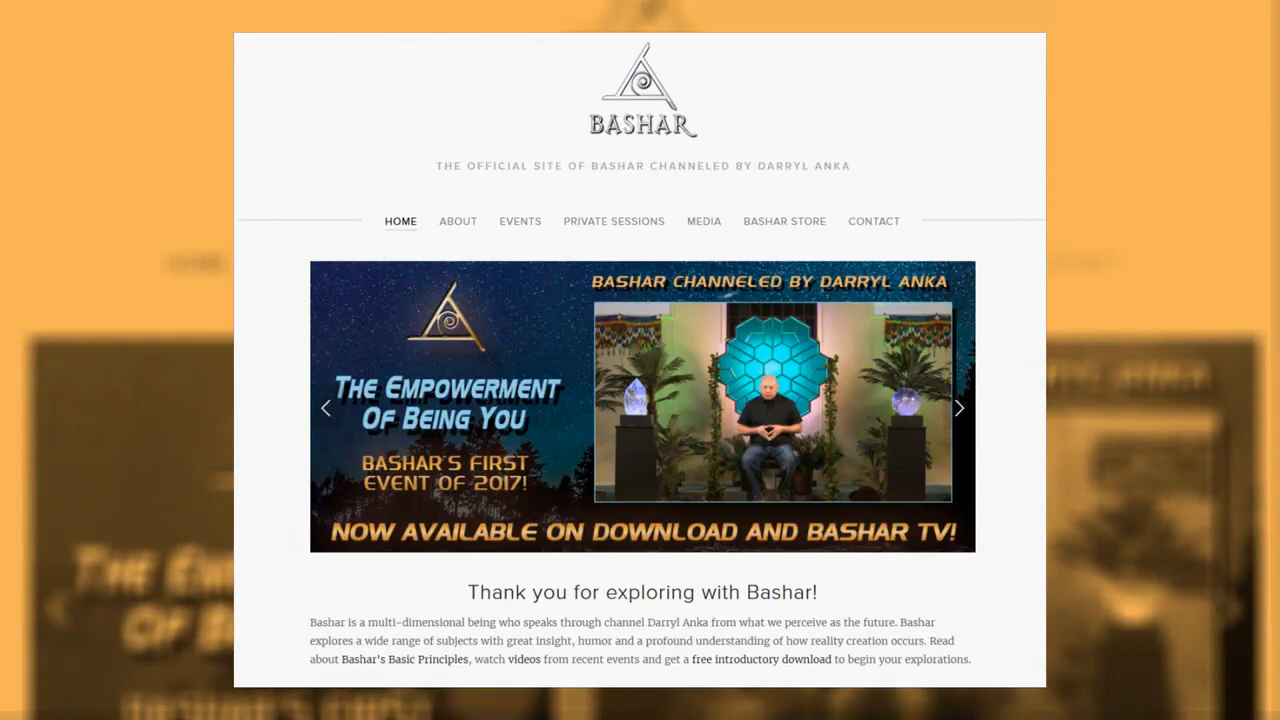 BASHAR
THE OFFICIAL SITE OF BASHAR CHANNELED BY DARRYL ANKA
HOME ABOUT EVENTS PRIVATE SESSIONS MEDIA BASHAR STORE CONTACT
BASHAR CHANNELED BY DARRYL ANKA
THE EMPOWERMENT
OF BEING YOU
BASHAR'S FIRST
EVENT OF 2017!
NOW AVAILABLE ON DOWNLOAD AND BASHAR TV!
Thank you for exploring with Bashar!
Bashar is a multi-dimensional being who speaks through channel Darryl Anka from what we perceive as the future. Bashar
explores a wide range of subjects with great insight, humor and a profound understanding of how reality creation occurs. Read
about Bashar's Basic Principles, watch videos from recent events and get a free introductory download to begin your explorations.